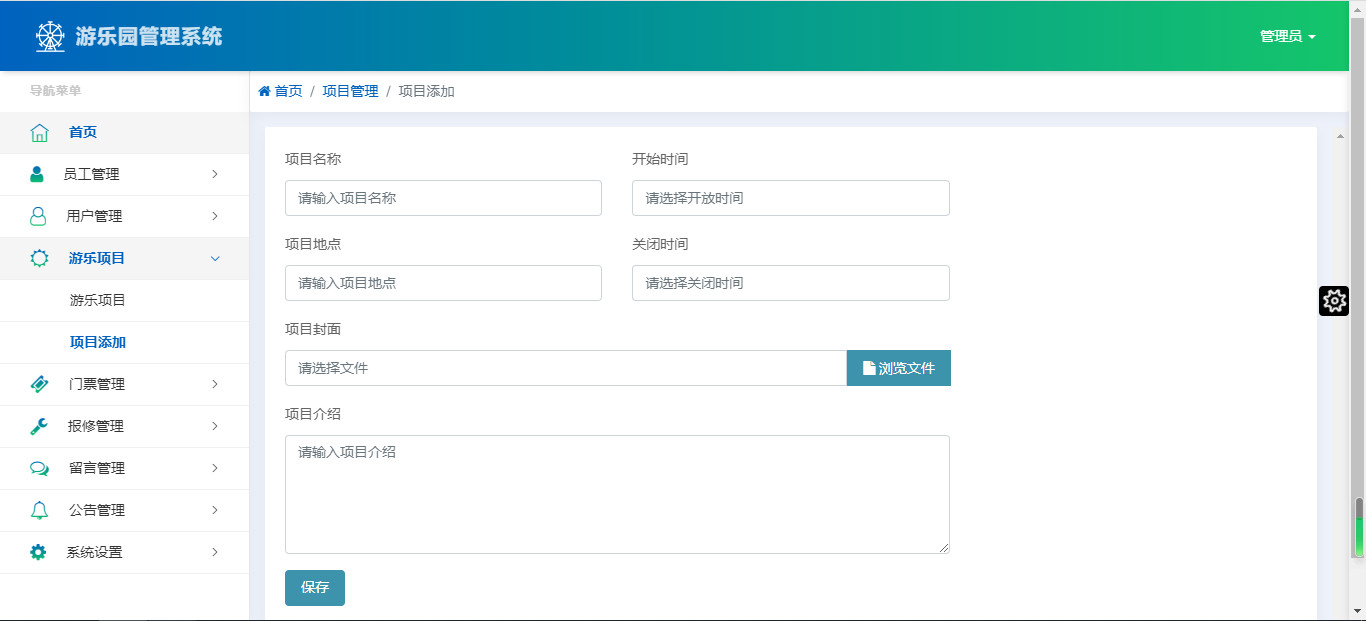 游乐园管理系统
管理员
导航菜单
首页 / 项目管理 / 项目添加
首页
员工管理
用户管理
游乐项目
游乐项目
项目添加
门票管理
报修管理
留言管理
公告管理
系统设置
项目名称
请输入项目名称
开始时间
请选择开放时间
项目地点
请输入项目地点
关闭时间
请选择关闭时间
项目封面
请选择文件
浏览文件
项目介绍
请输入项目介绍
保存